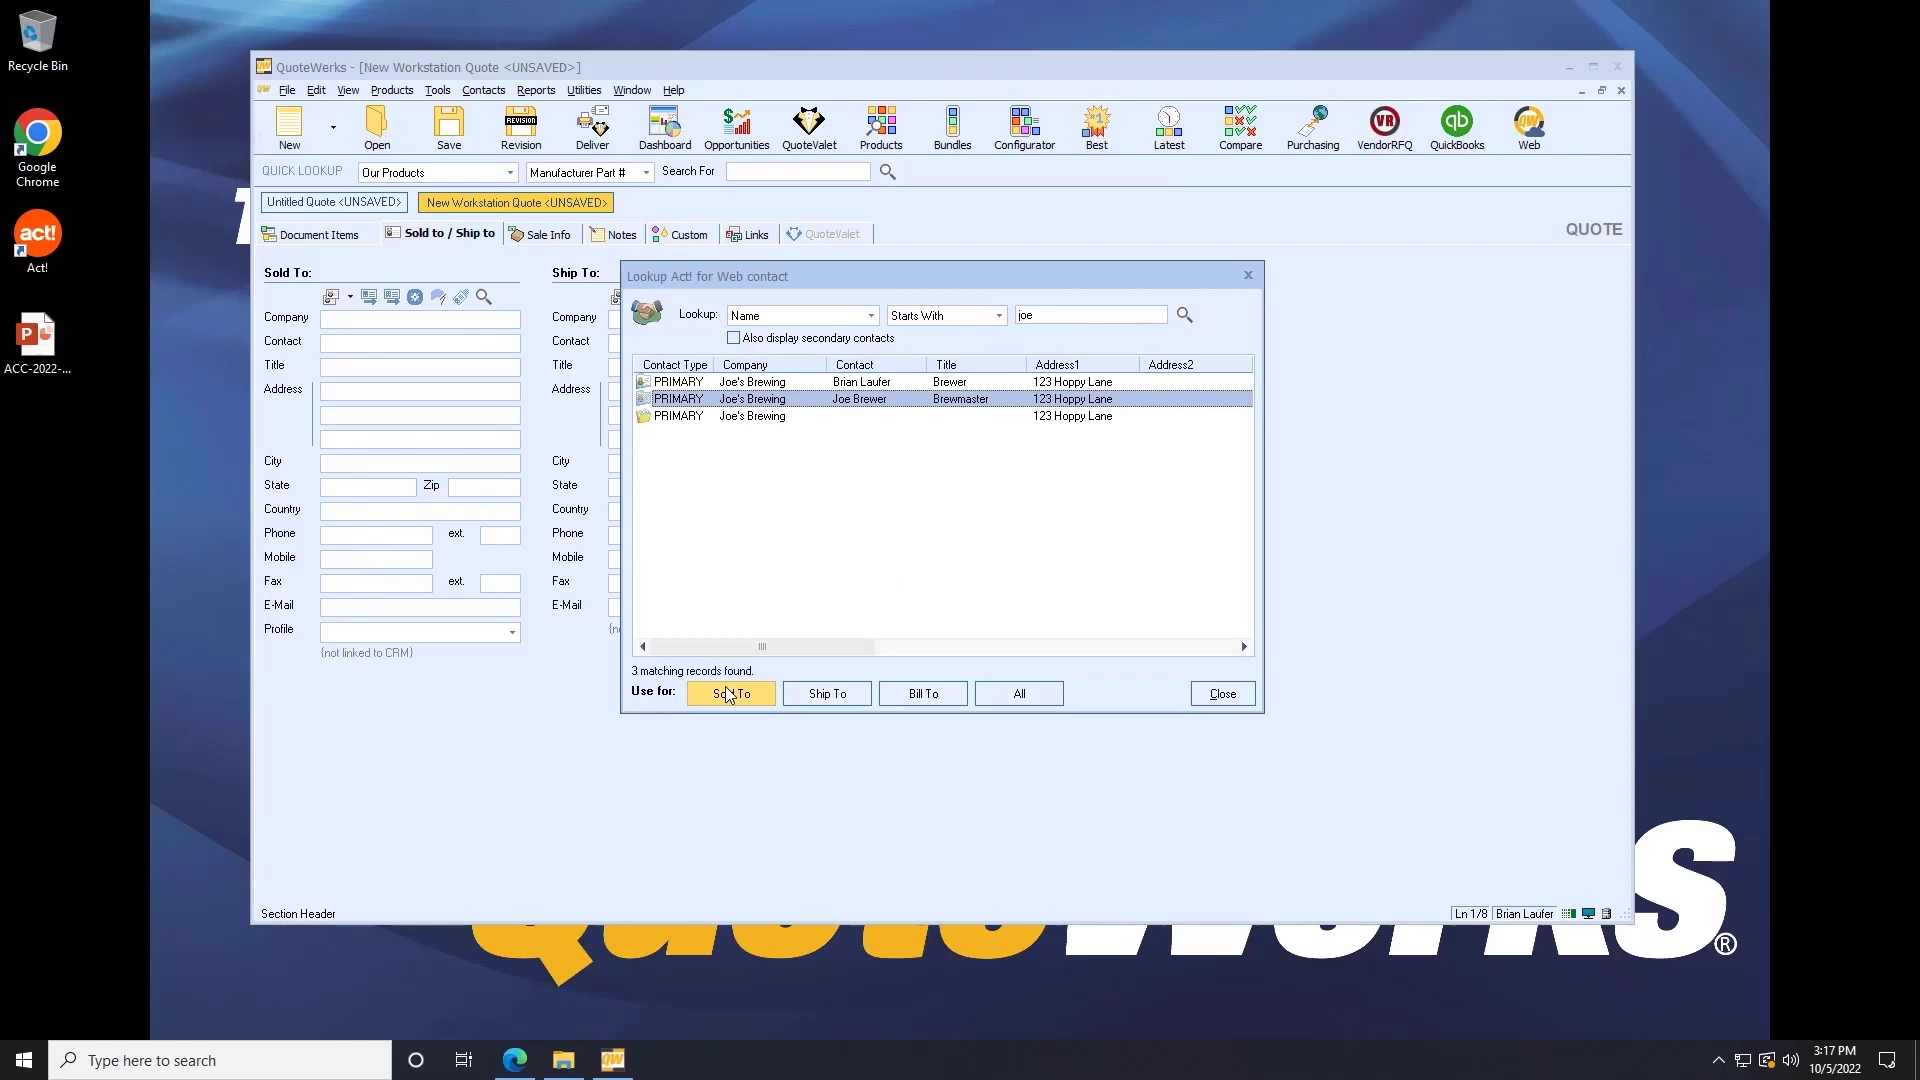 Recycle Bin
Google
Chrome
act!
Act!
ACC-2022-...
QuoteWerks - [New Workstation Quote <UNSAVED>]
File Edit View Products Tools Contacts Reports Utilities Window Help
New Open Save Revision Deliver Dashboard Opportunities QuoteValet Products Bundles Configurator Best Latest Compare Purchasing VendorRFQ QuickBooks Web
QUICK LOOKUP Our Products Manufacturer Part # Search For
Untitled Quote <UNSAVED> New Workstation Quote <UNSAVED>
Document Items Sold to / Ship to Sale Info Notes Custom Links QuoteValet QUOTE
Sold To: Ship To:
Company Company
Contact Contact
Title Title
Address Address
City City
State Zip State
Country Country
Phone ext. Phone
Mobile Mobile
Fax ext. Fax
E-Mail E-Mail
Profile
{not linked to CRM}
Lookup Act! for Web contact
Lookup: Name Starts With joe
Also display secondary contacts
Contact Type Company Contact Title Address1 Address2
PRIMARY Joe's Brewing Brian Laufer Brewer 123 Hoppy Lane
PRIMARY Joe's Brewing Joe Brewer Brewmaster 123 Hoppy Lane
PRIMARY Joe's Brewing 123 Hoppy Lane
3 matching records found.
Use for: Sold To Ship To Bill To All Close
Section Header Ln 1/8 Brian Laufer
QuoteWerks®
Type here to search
3:17 PM
10/5/2022